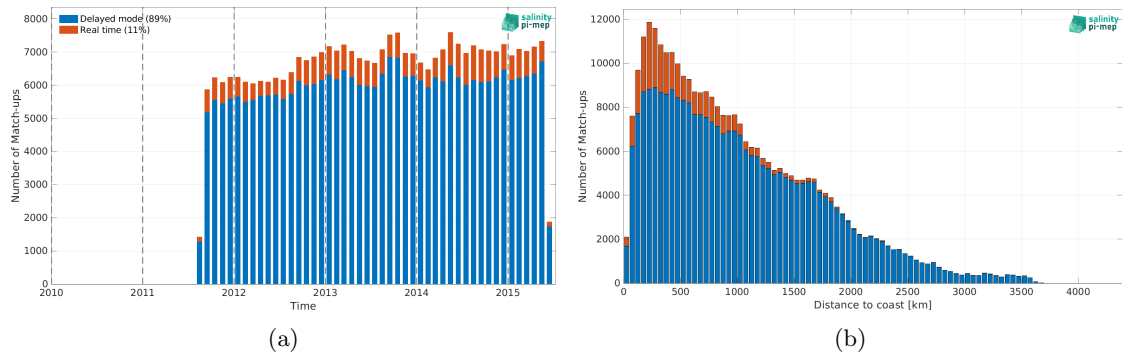 Delayed mode (89%)
Real time (11%)
salinity
pi-mep
8000
7000
6000
5000
4000
3000
2000
1000
0
Number of Match-ups
2010
2011
2012
2013
2014
2015
Time
(a)
salinity
pi-mep
12000
10000
8000
6000
4000
2000
0
Number of Match-ups
0
500
1000
1500
2000
2500
3000
3500
4000
Distance to coast [km]
(b)